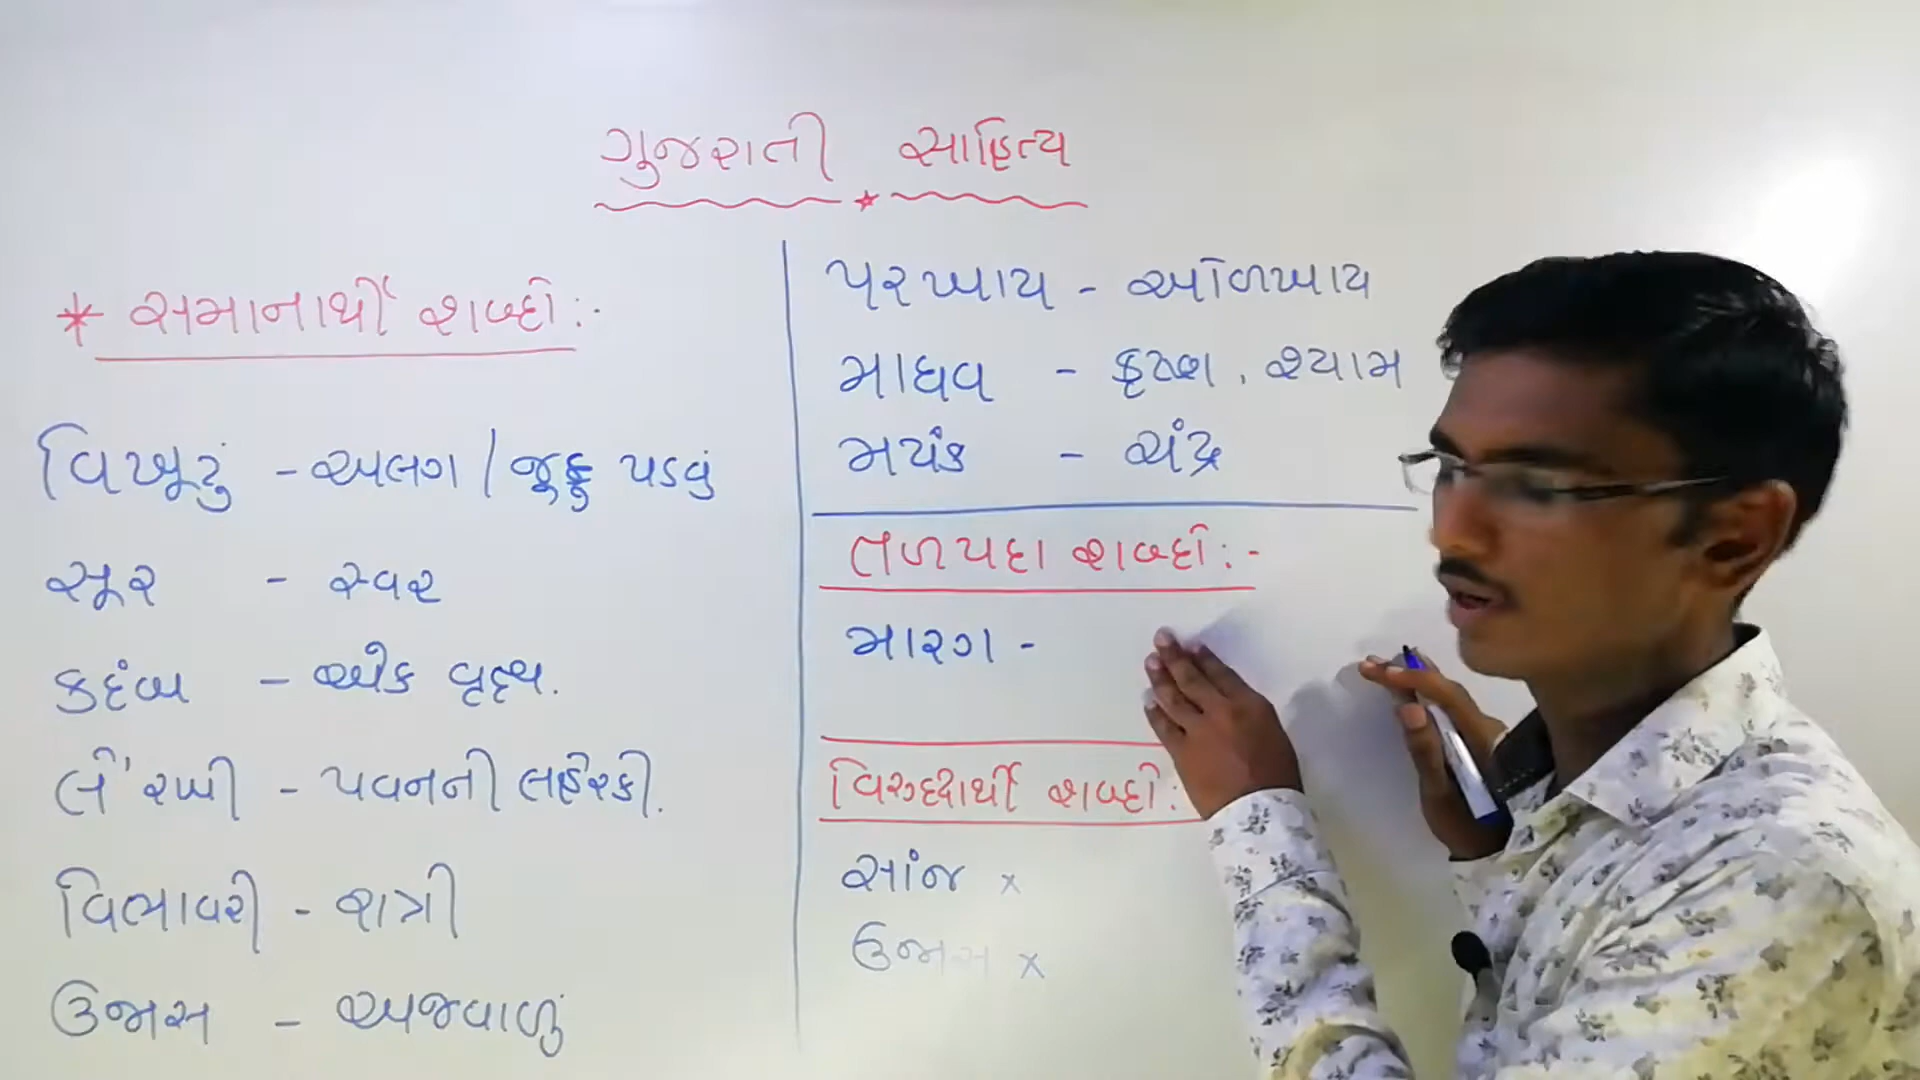 ગુજરાતી સાહિત્ય
* સમાનાર્થી શબ્દો :-
વિખૂટું - અલગ / જૂદુ પડવું
સૂર - સ્વર
કદંબ - એક વૃક્ષ.
લે'રખી - પવનની લહેરકી.
વિભાવરી - રાત્રી
ઉજાસ - અજવાળું
પરખાય - ઓળખાય
માધવ - કૃષ્ણ, શ્યામ
મયંક - ચંદ્ર
તળપદા શબ્દો :-
મારગ -
વિરુદ્ધાર્થી શબ્દો :
સાંજ ×
ઉજાસ ×